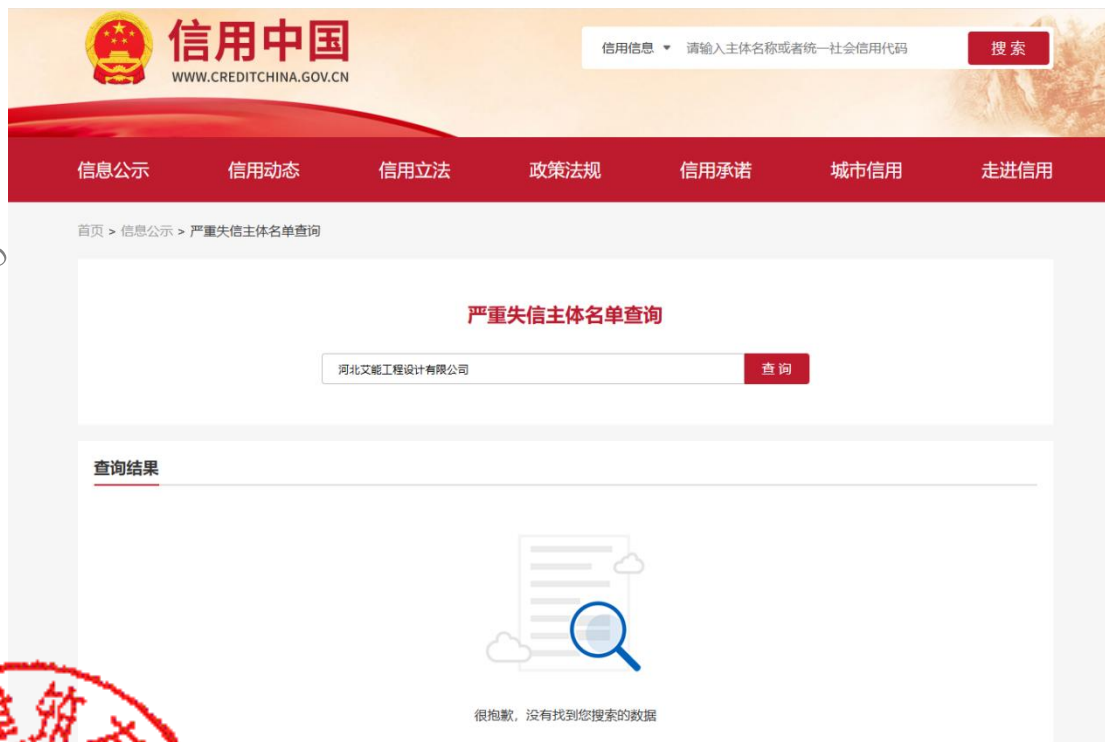 信用中国
WWW.CREDITCHINA.GOV.CN
信用信息 请输入主体名称或者统一社会信用代码 搜索
信息公示 信用动态 信用立法 政策法规 信用承诺 城市信用 走进信用
首页 > 信息公示 > 严重失信主体名单查询
严重失信主体名单查询
河北艾能工程设计有限公司 查询
查询结果
很抱歉，没有找到您搜索的数据
筑